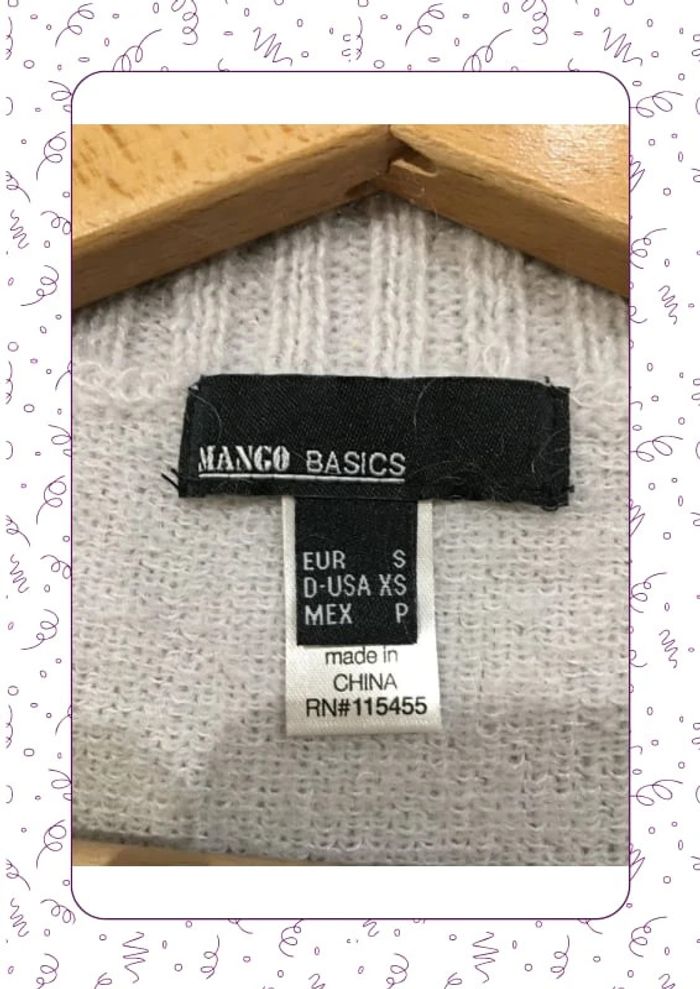 MANGO BASICS
EUR S
D-USA XS
MEX P
made in
CHINA
RN#115455